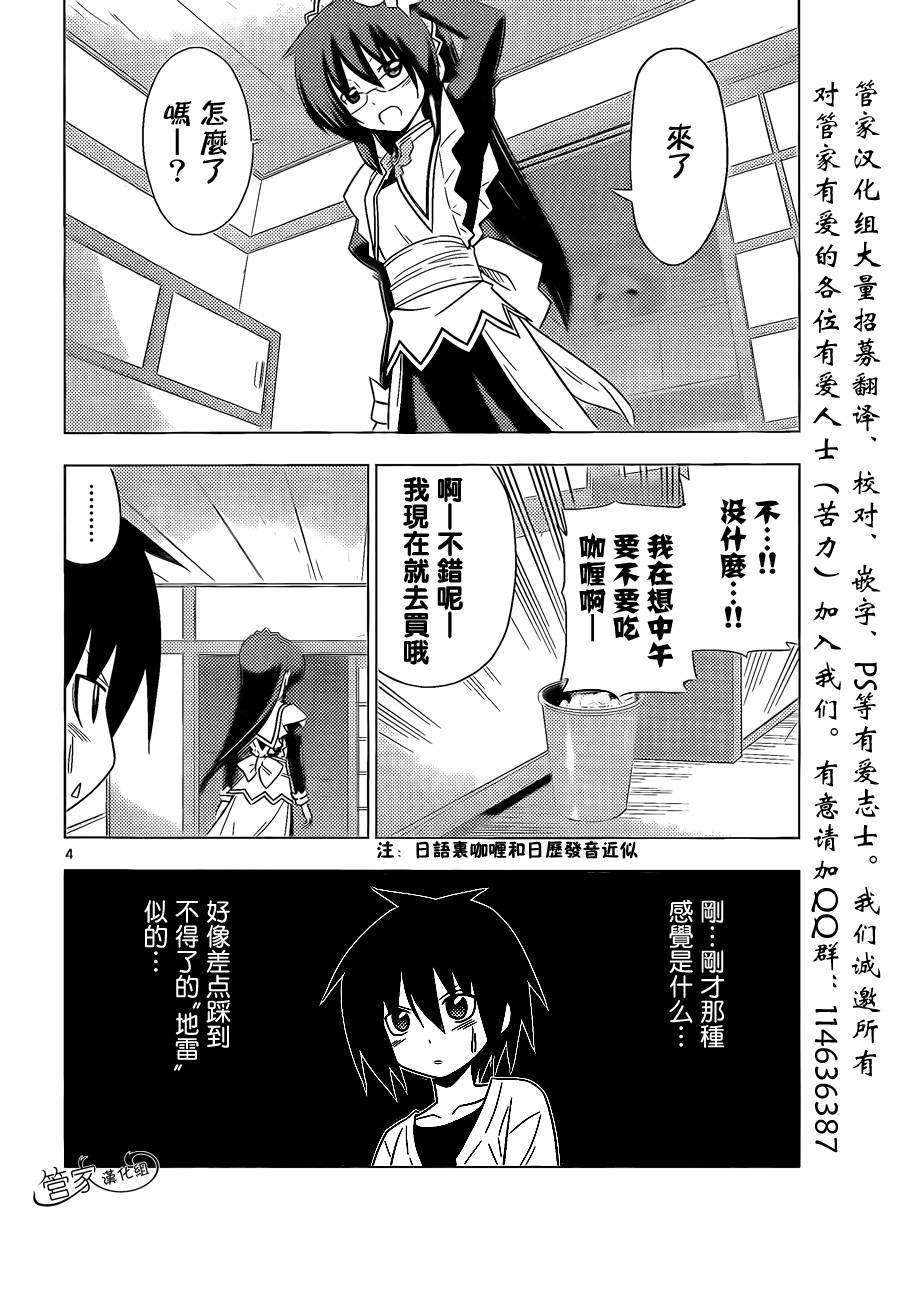 來了
怎麼了
嗎—？
不…!!
沒什麼…!!
我在想中午
要不要吃
咖喱啊—
啊—不錯呢—
我現在就去買哦
………
4
注: 日語裏咖喱和日歷發音近似
剛…剛才那種
感覺是什么…
好像差点踩到
不得了的"地雷"
似的…
管家漢化組
管家汉化组大量招募翻译、校对、嵌字、PS等有爱志士。我们诚邀所有
对管家有爱的各位有爱人士（苦力）加入我们。有意请加QQ群：114636387